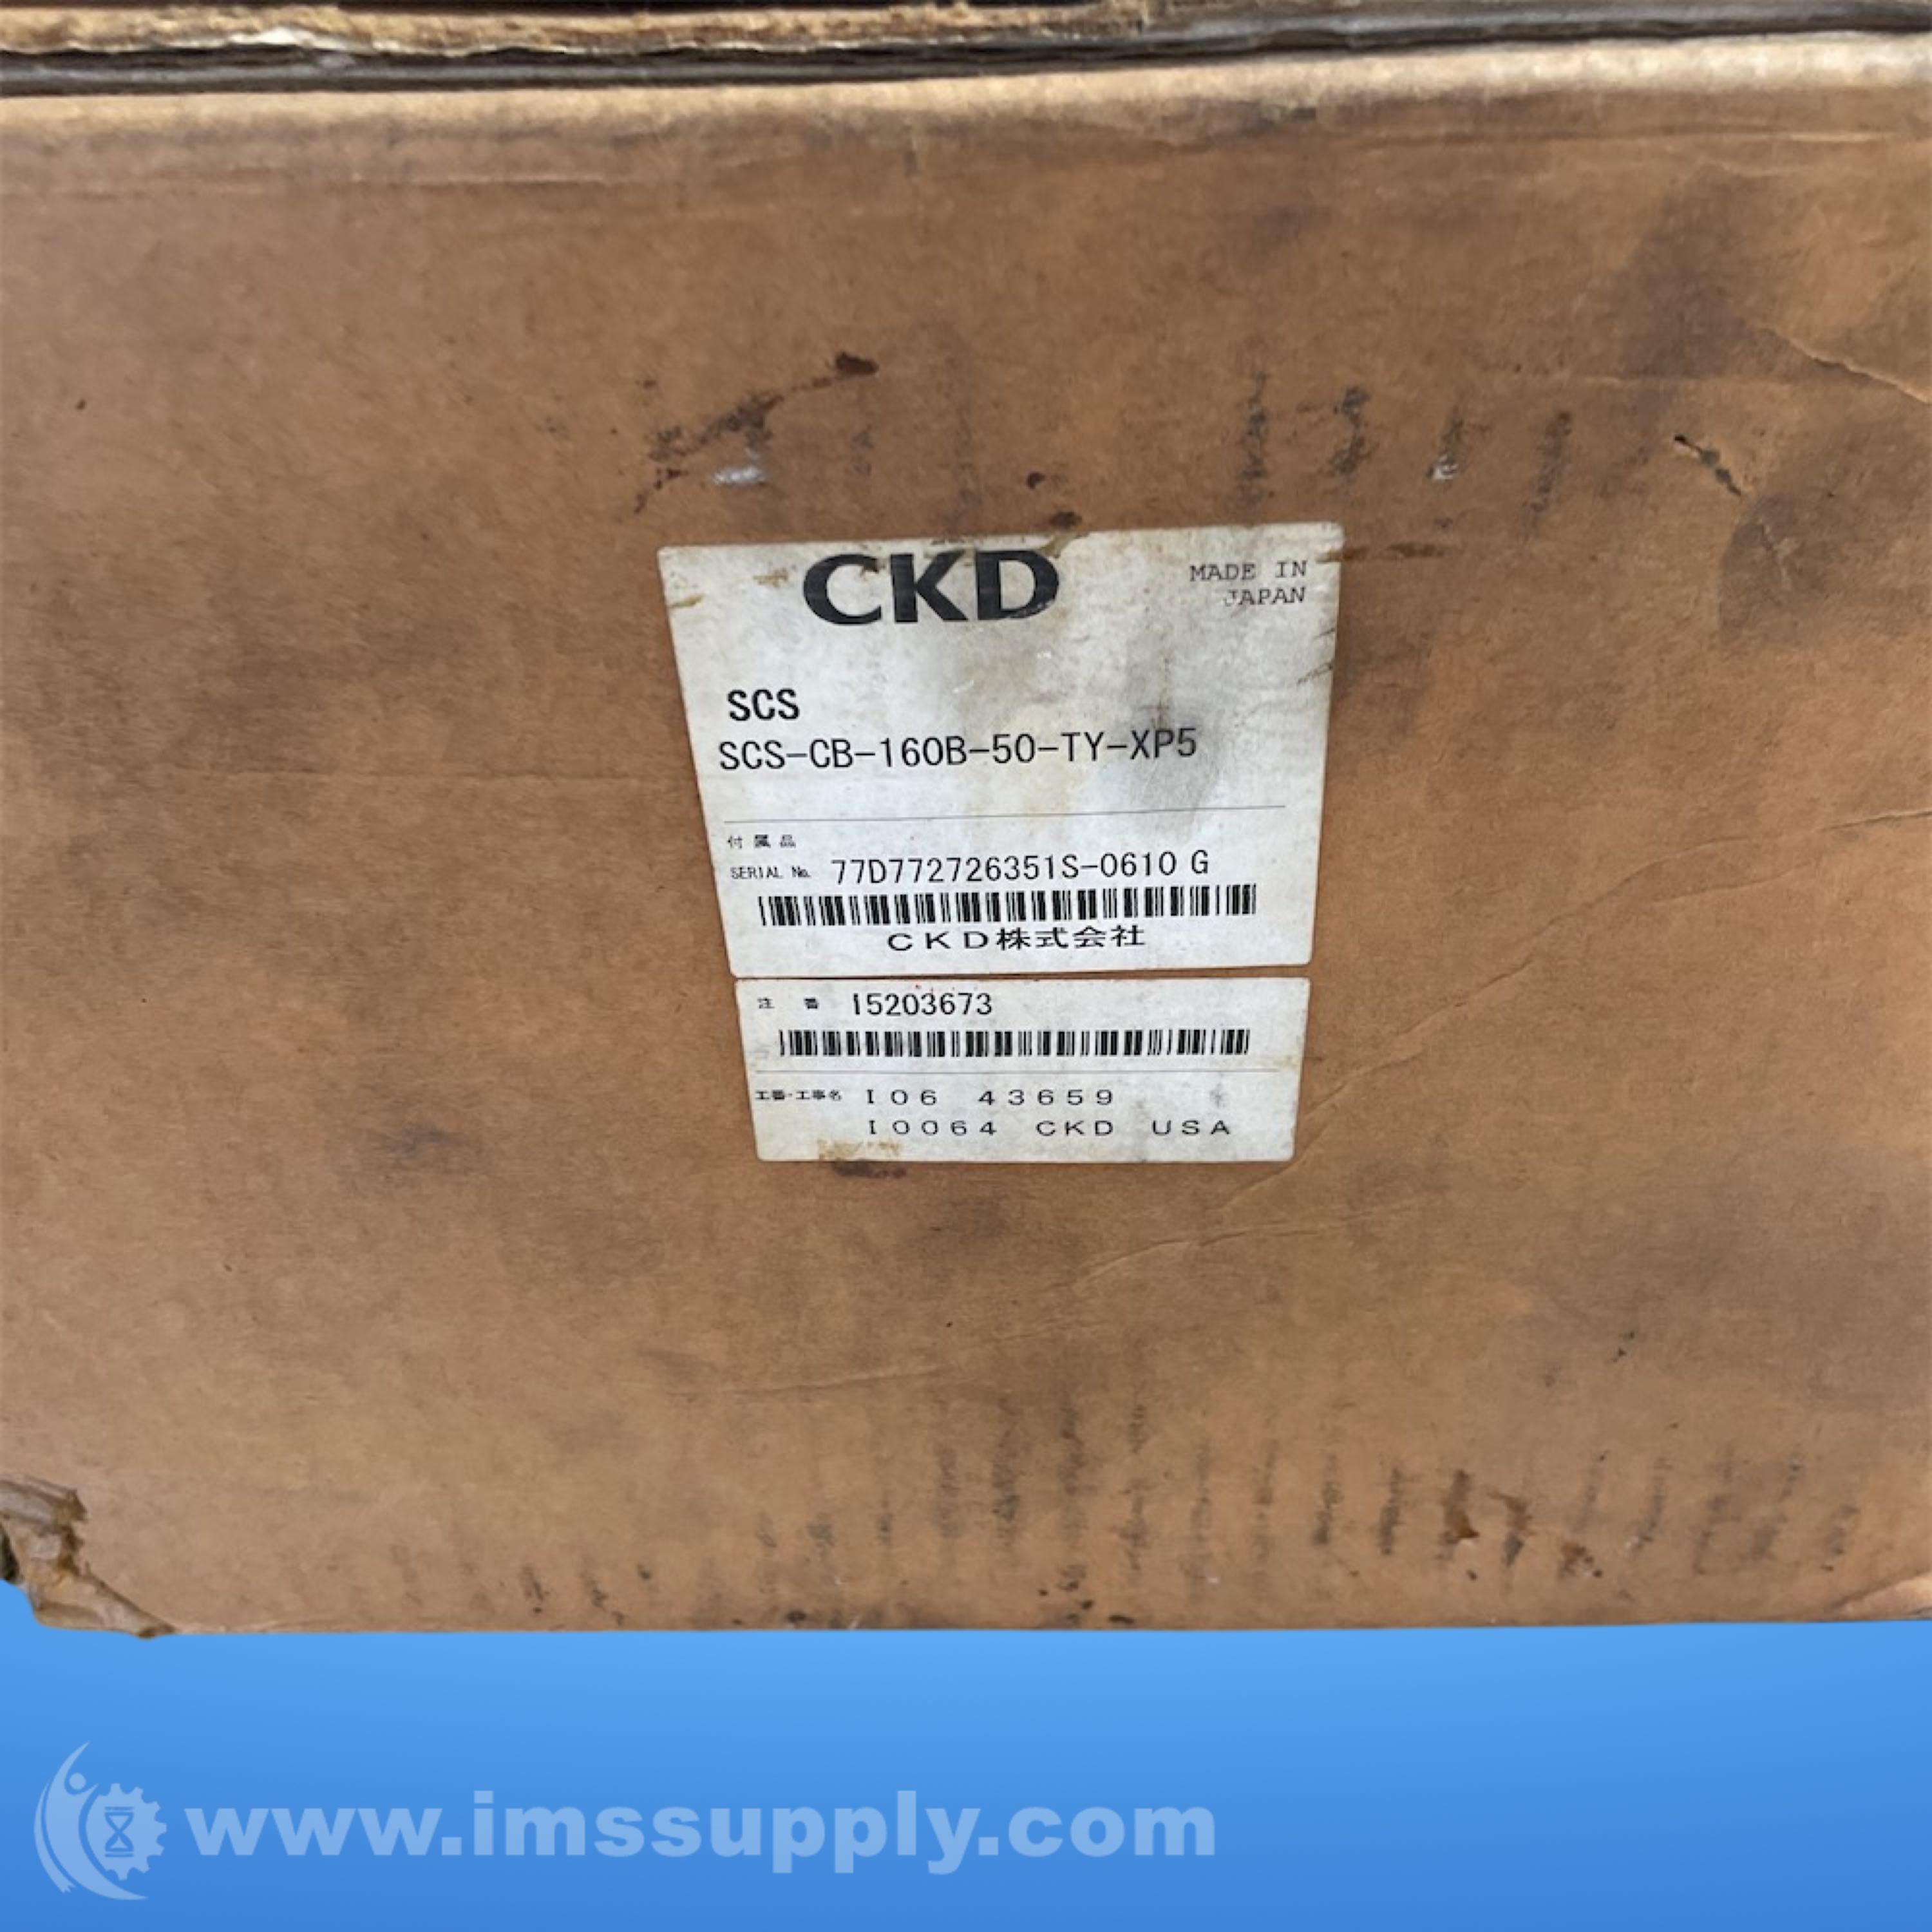 CKD
MADE IN
JAPAN
SCS
SCS-CB-160B-50-TY-XP5
付属品
SERIAL No. 77D772726351S-0610 G
CKD株式会社
注 番 I5203673
工番・工事名 I06 43659
I0064 CKD USA
www.imssupply.com